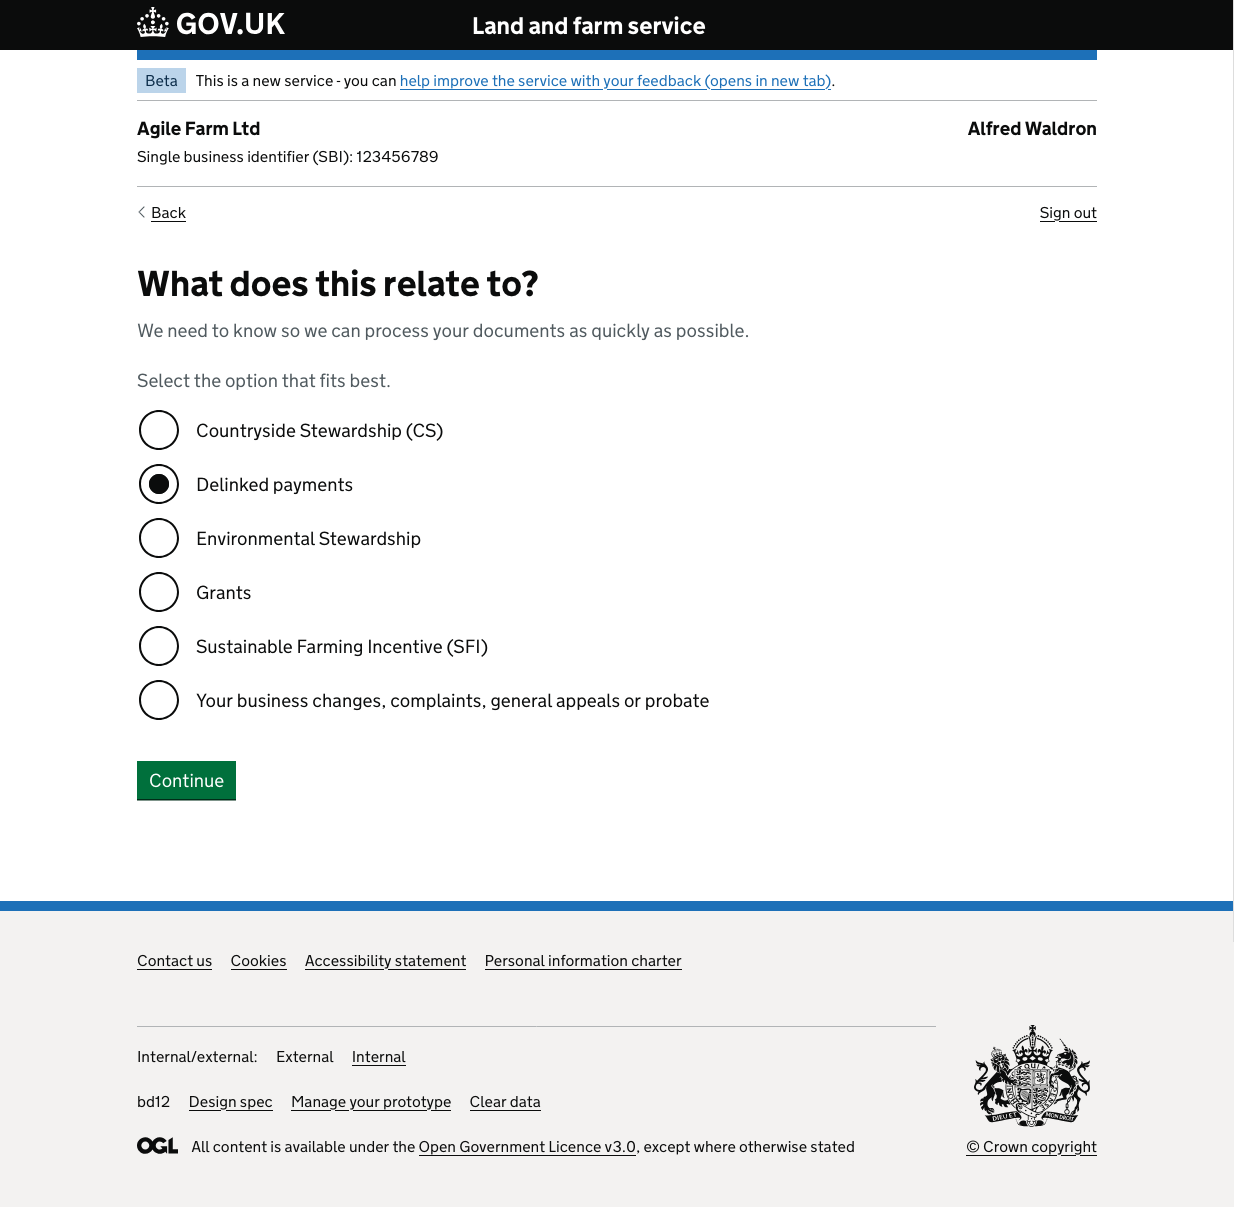 GOV.UK Land and farm service
Beta This is a new service - you can help improve the service with your feedback (opens in new tab).
Agile Farm Ltd Alfred Waldron
Single business identifier (SBI): 123456789
Back Sign out
What does this relate to?
We need to know so we can process your documents as quickly as possible.
Select the option that fits best.
Countryside Stewardship (CS)
Delinked payments
Environmental Stewardship
Grants
Sustainable Farming Incentive (SFI)
Your business changes, complaints, general appeals or probate
Continue
Contact us Cookies Accessibility statement Personal information charter
Internal/external: External Internal
bd12 Design spec Manage your prototype Clear data
OGL All content is available under the Open Government Licence v3.0, except where otherwise stated
© Crown copyright